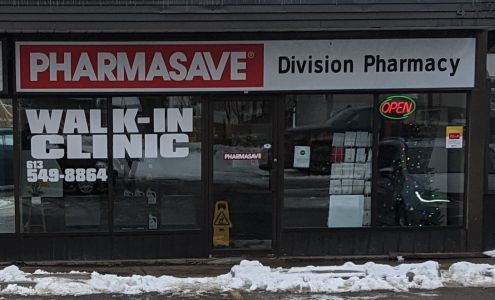 PHARMASAVE®
Division Pharmacy
WALK-IN
CLINIC
613
549-8864
PHARMASAVE
OPEN